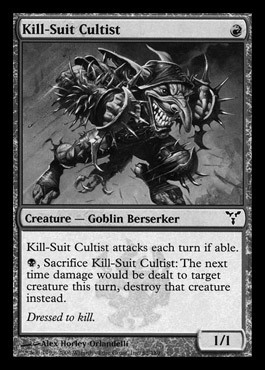 Kill-Suit Cultist
Creature — Goblin Berserker
Kill-Suit Cultist attacks each turn if able.
, Sacrifice Kill-Suit Cultist: The next
time damage would be dealt to target
creature this turn, destroy that creature
instead.
Dressed to kill.
Alex Horley Orlandelli
1/1